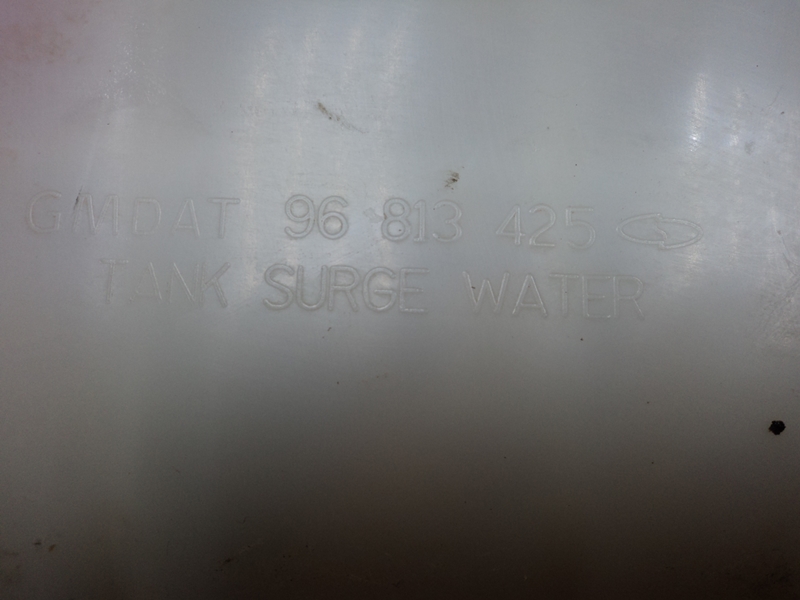 GMDAT 96 813 425
TANK SURGE WATER